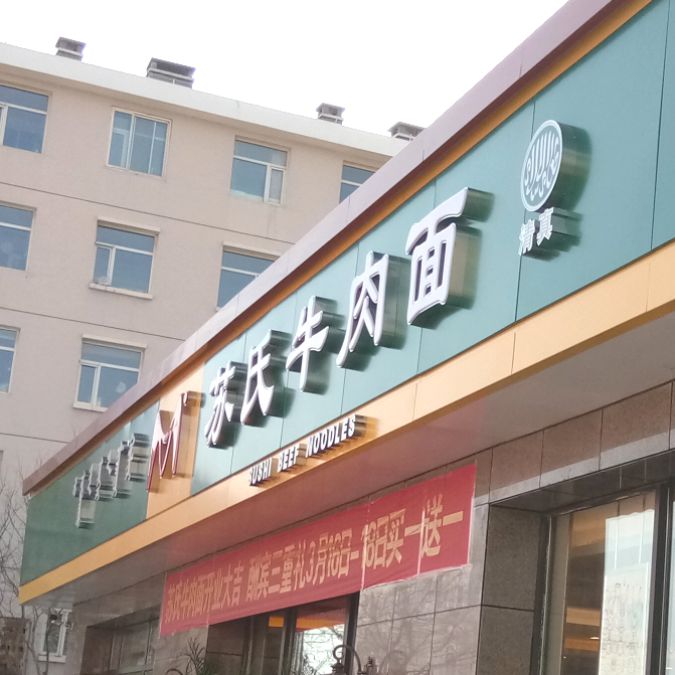 苏氏牛肉面
清真
SUSHI BEEF NOODLES
苏氏牛肉面开业大吉 酬宾三重礼3月16日-18日买一送一